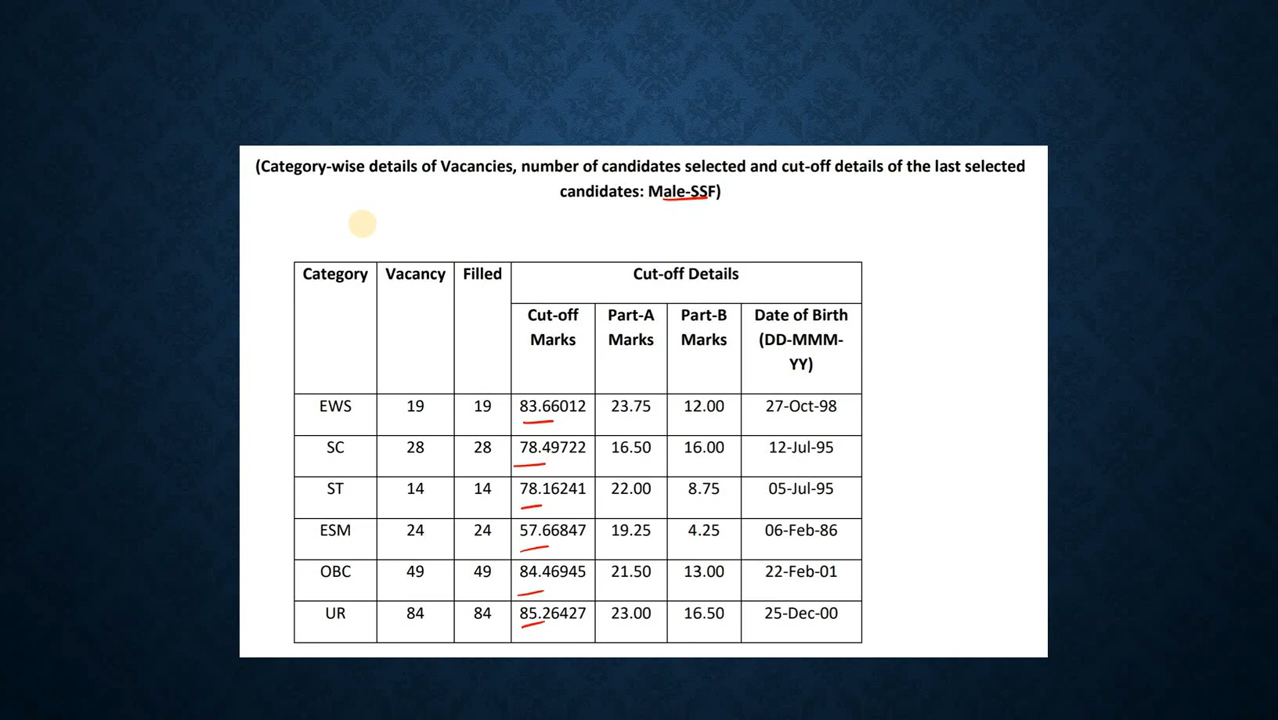 (Category-wise details of Vacancies, number of candidates selected and cut-off details of the last selected
candidates: Male-SSF)
Category Vacancy Filled Cut-off Details
Cut-off Marks Part-A Marks Part-B Marks Date of Birth (DD-MMM-YY)
EWS 19 19 83.66012 23.75 12.00 27-Oct-98
SC 28 28 78.49722 16.50 16.00 12-Jul-95
ST 14 14 78.16241 22.00 8.75 05-Jul-95
ESM 24 24 57.66847 19.25 4.25 06-Feb-86
OBC 49 49 84.46945 21.50 13.00 22-Feb-01
UR 84 84 85.26427 23.00 16.50 25-Dec-00